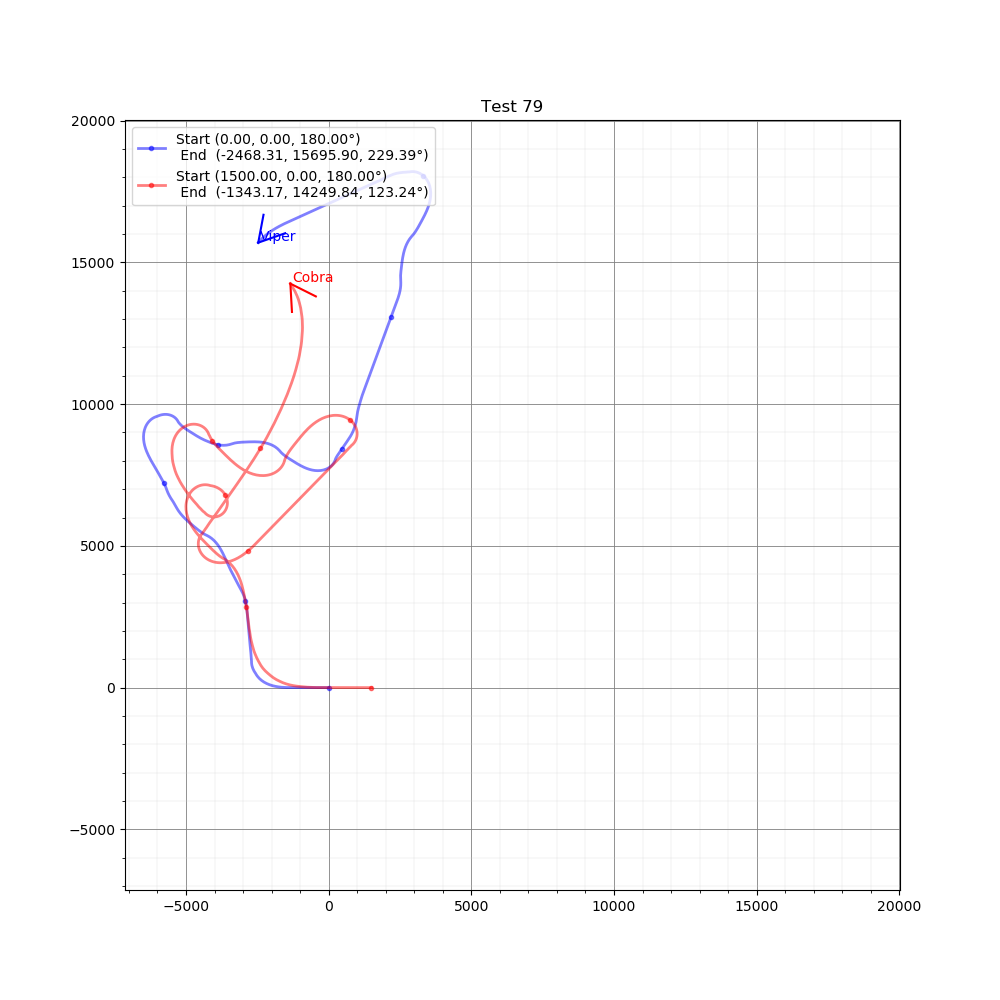 Test 79
20000
Start (0.00, 0.00, 180.00°)
End  (-2468.31, 15695.90, 229.39°)
Start (1500.00, 0.00, 180.00°)
End  (-1343.17, 14249.84, 123.24°)
Viper
15000
Cobra
10000
5000
0
−5000
−5000 0 5000 10000 15000 20000